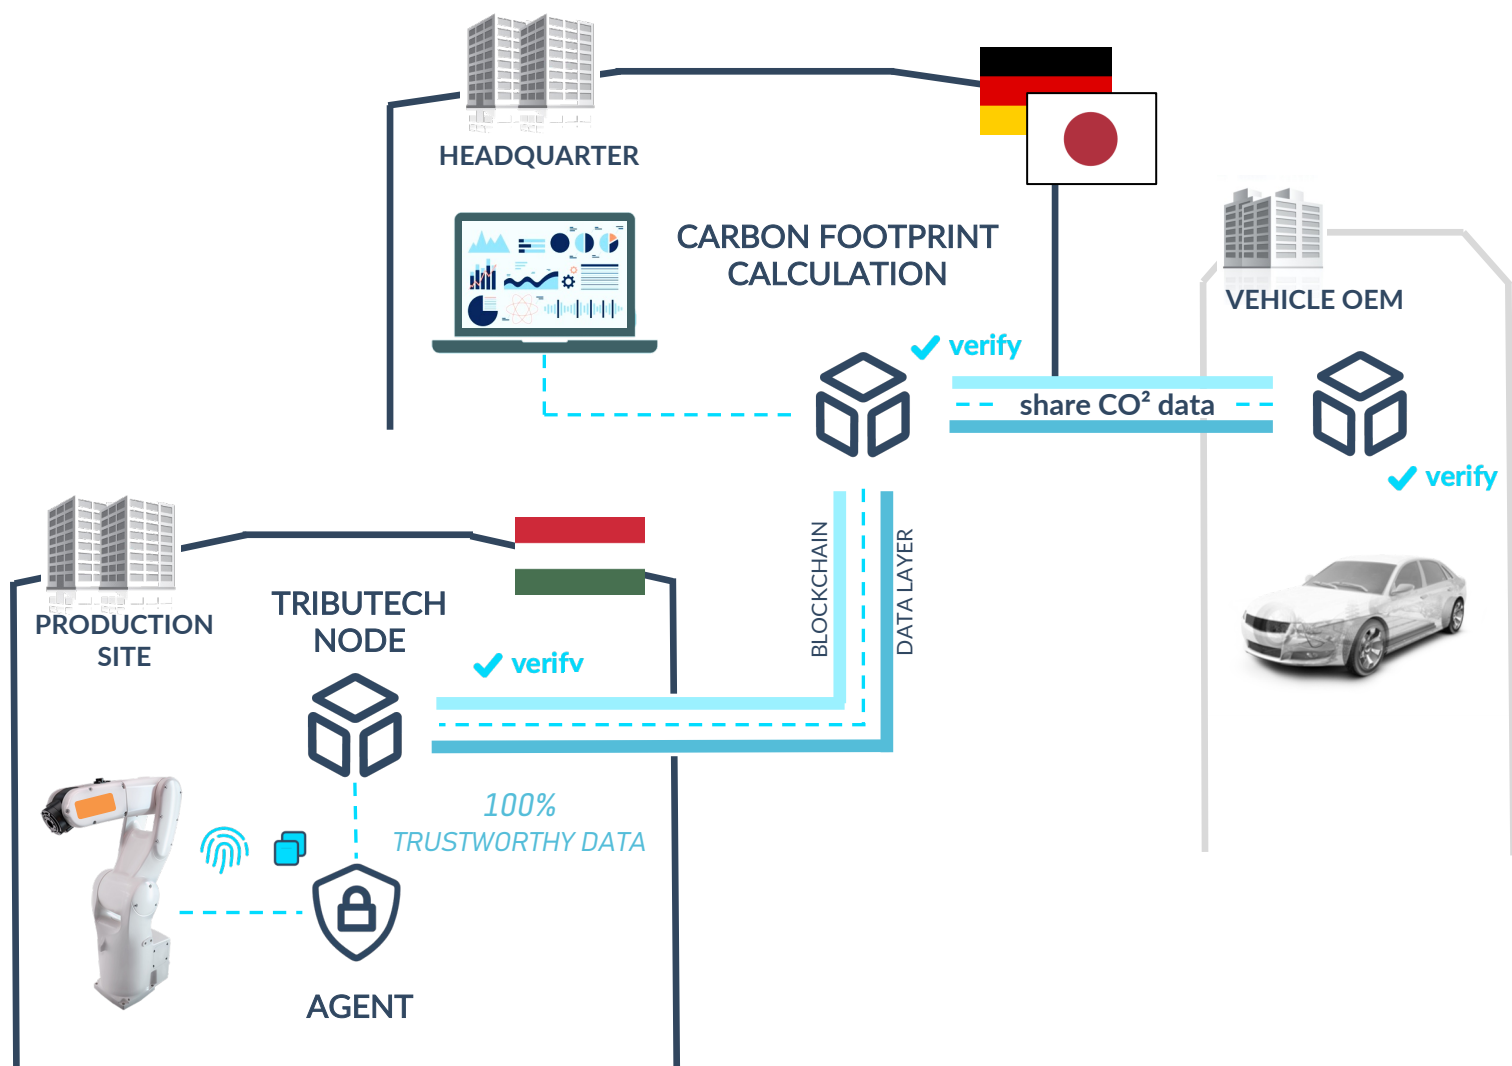 HEADQUARTER
CARBON FOOTPRINT
CALCULATION
VEHICLE OEM
verify
share CO² data
verify
BLOCKCHAIN
DATA LAYER
PRODUCTION
SITE
TRIBUTECH
NODE
verify
100%
TRUSTWORTHY DATA
AGENT